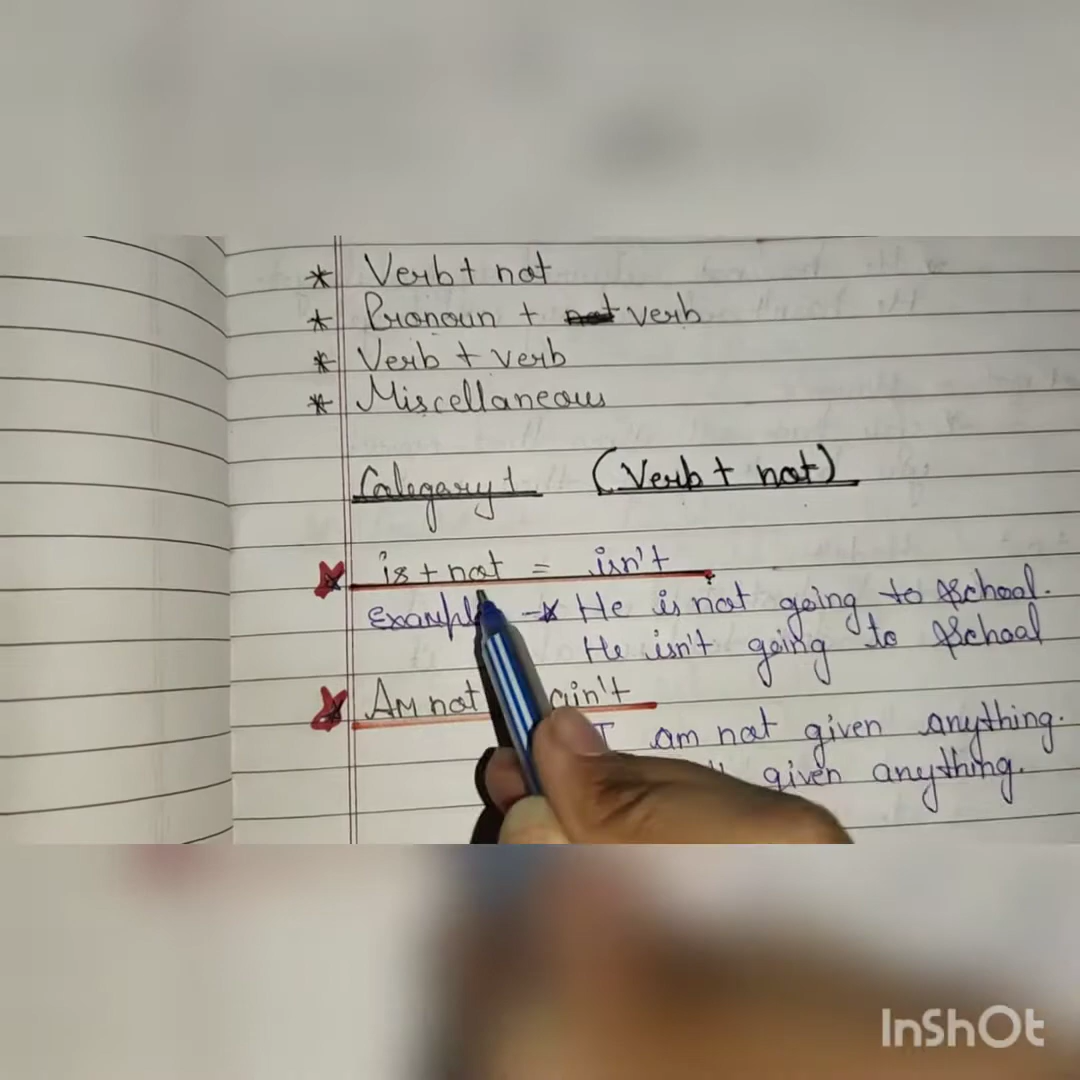 * Verb + not
* Pronoun + verb
* Verb + verb
* Miscellaneous
Category 1 (Verb + not)
is + not = isn't
Example → He is not going to school.
He isn't going to school
Am not ain't
I am not given anything.
given anything.
InShOt